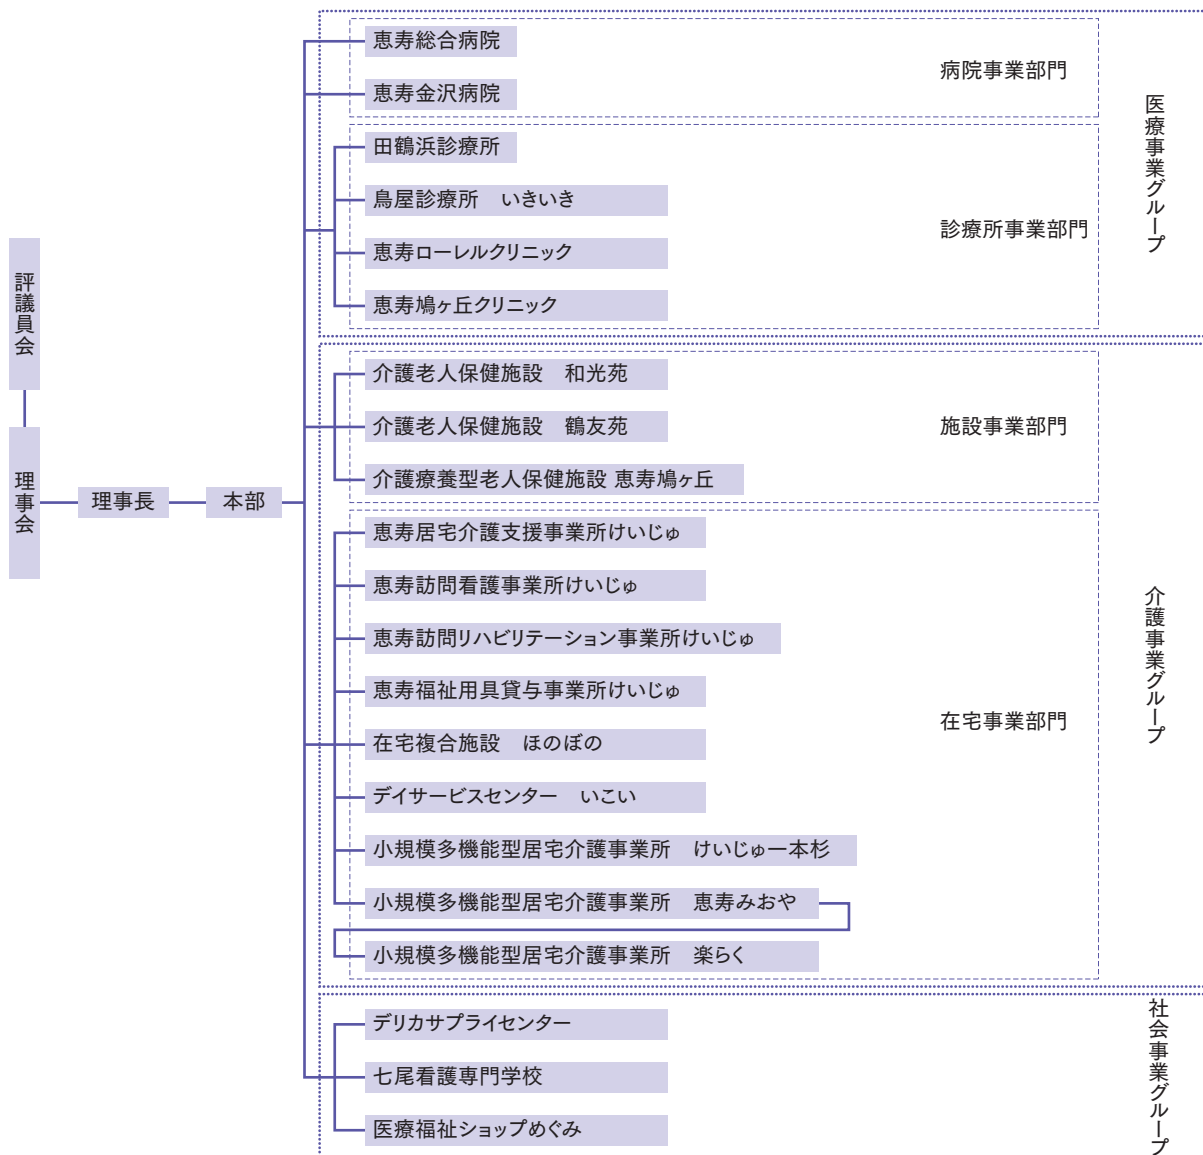 評議員会
理事会
理事長
本部
恵寿総合病院
恵寿金沢病院
病院事業部門
田鶴浜診療所
鳥屋診療所　いきいき
恵寿ローレルクリニック
恵寿鳩ヶ丘クリニック
診療所事業部門
医療事業グループ
介護老人保健施設　和光苑
介護老人保健施設　鶴友苑
介護療養型老人保健施設 恵寿鳩ヶ丘
施設事業部門
恵寿居宅介護支援事業所けいじゅ
恵寿訪問看護事業所けいじゅ
恵寿訪問リハビリテーション事業所けいじゅ
恵寿福祉用具貸与事業所けいじゅ
在宅複合施設　ほのぼの
デイサービスセンター　いこい
小規模多機能型居宅介護事業所　けいじゅ一本杉
小規模多機能型居宅介護事業所　恵寿みおや
小規模多機能型居宅介護事業所　楽らく
在宅事業部門
介護事業グループ
デリカサプライセンター
七尾看護専門学校
医療福祉ショップめぐみ
社会事業グループ